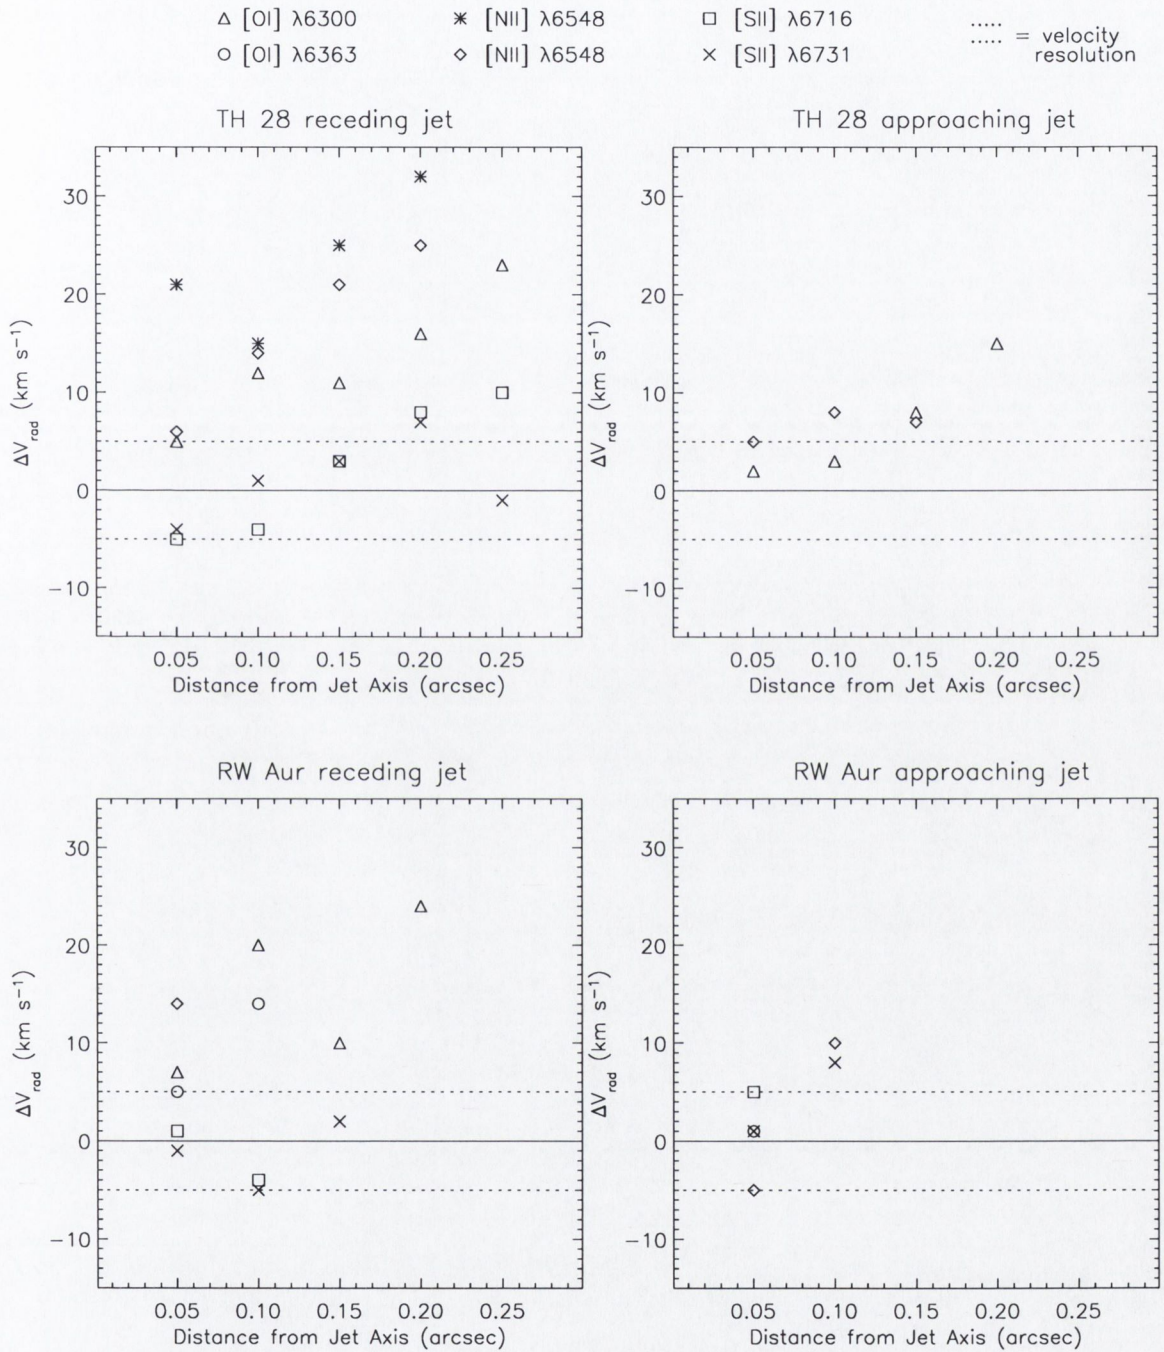 △ [OI] λ6300 ✳ [NII] λ6548 □ [SII] λ6716 .....
○ [OI] λ6363 ◇ [NII] λ6548 × [SII] λ6731 ..... = velocity resolution
TH 28 receding jet
30
20
10
0
−10
ΔV_rad (km s⁻¹)
0.05 0.10 0.15 0.20 0.25
Distance from Jet Axis (arcsec)
TH 28 approaching jet
30
20
10
0
−10
ΔV_rad (km s⁻¹)
0.05 0.10 0.15 0.20 0.25
Distance from Jet Axis (arcsec)
RW Aur receding jet
30
20
10
0
−10
ΔV_rad (km s⁻¹)
0.05 0.10 0.15 0.20 0.25
Distance from Jet Axis (arcsec)
RW Aur approaching jet
30
20
10
0
−10
ΔV_rad (km s⁻¹)
0.05 0.10 0.15 0.20 0.25
Distance from Jet Axis (arcsec)